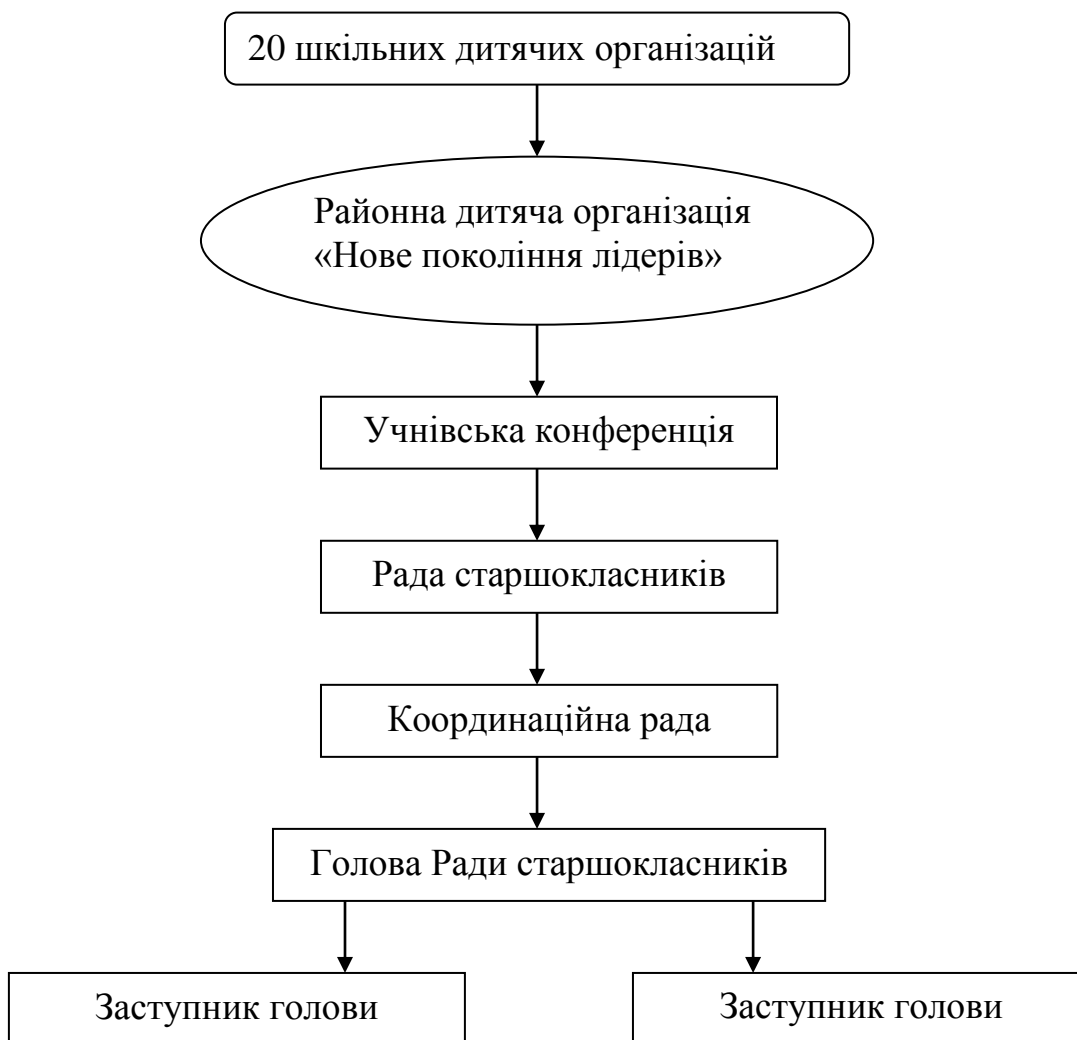 20 шкільних дитячих організацій
Районна дитяча організація
«Нове покоління лідерів»
Учнівська конференція
Рада старшокласників
Координаційна рада
Голова Ради старшокласників
Заступник голови
Заступник голови